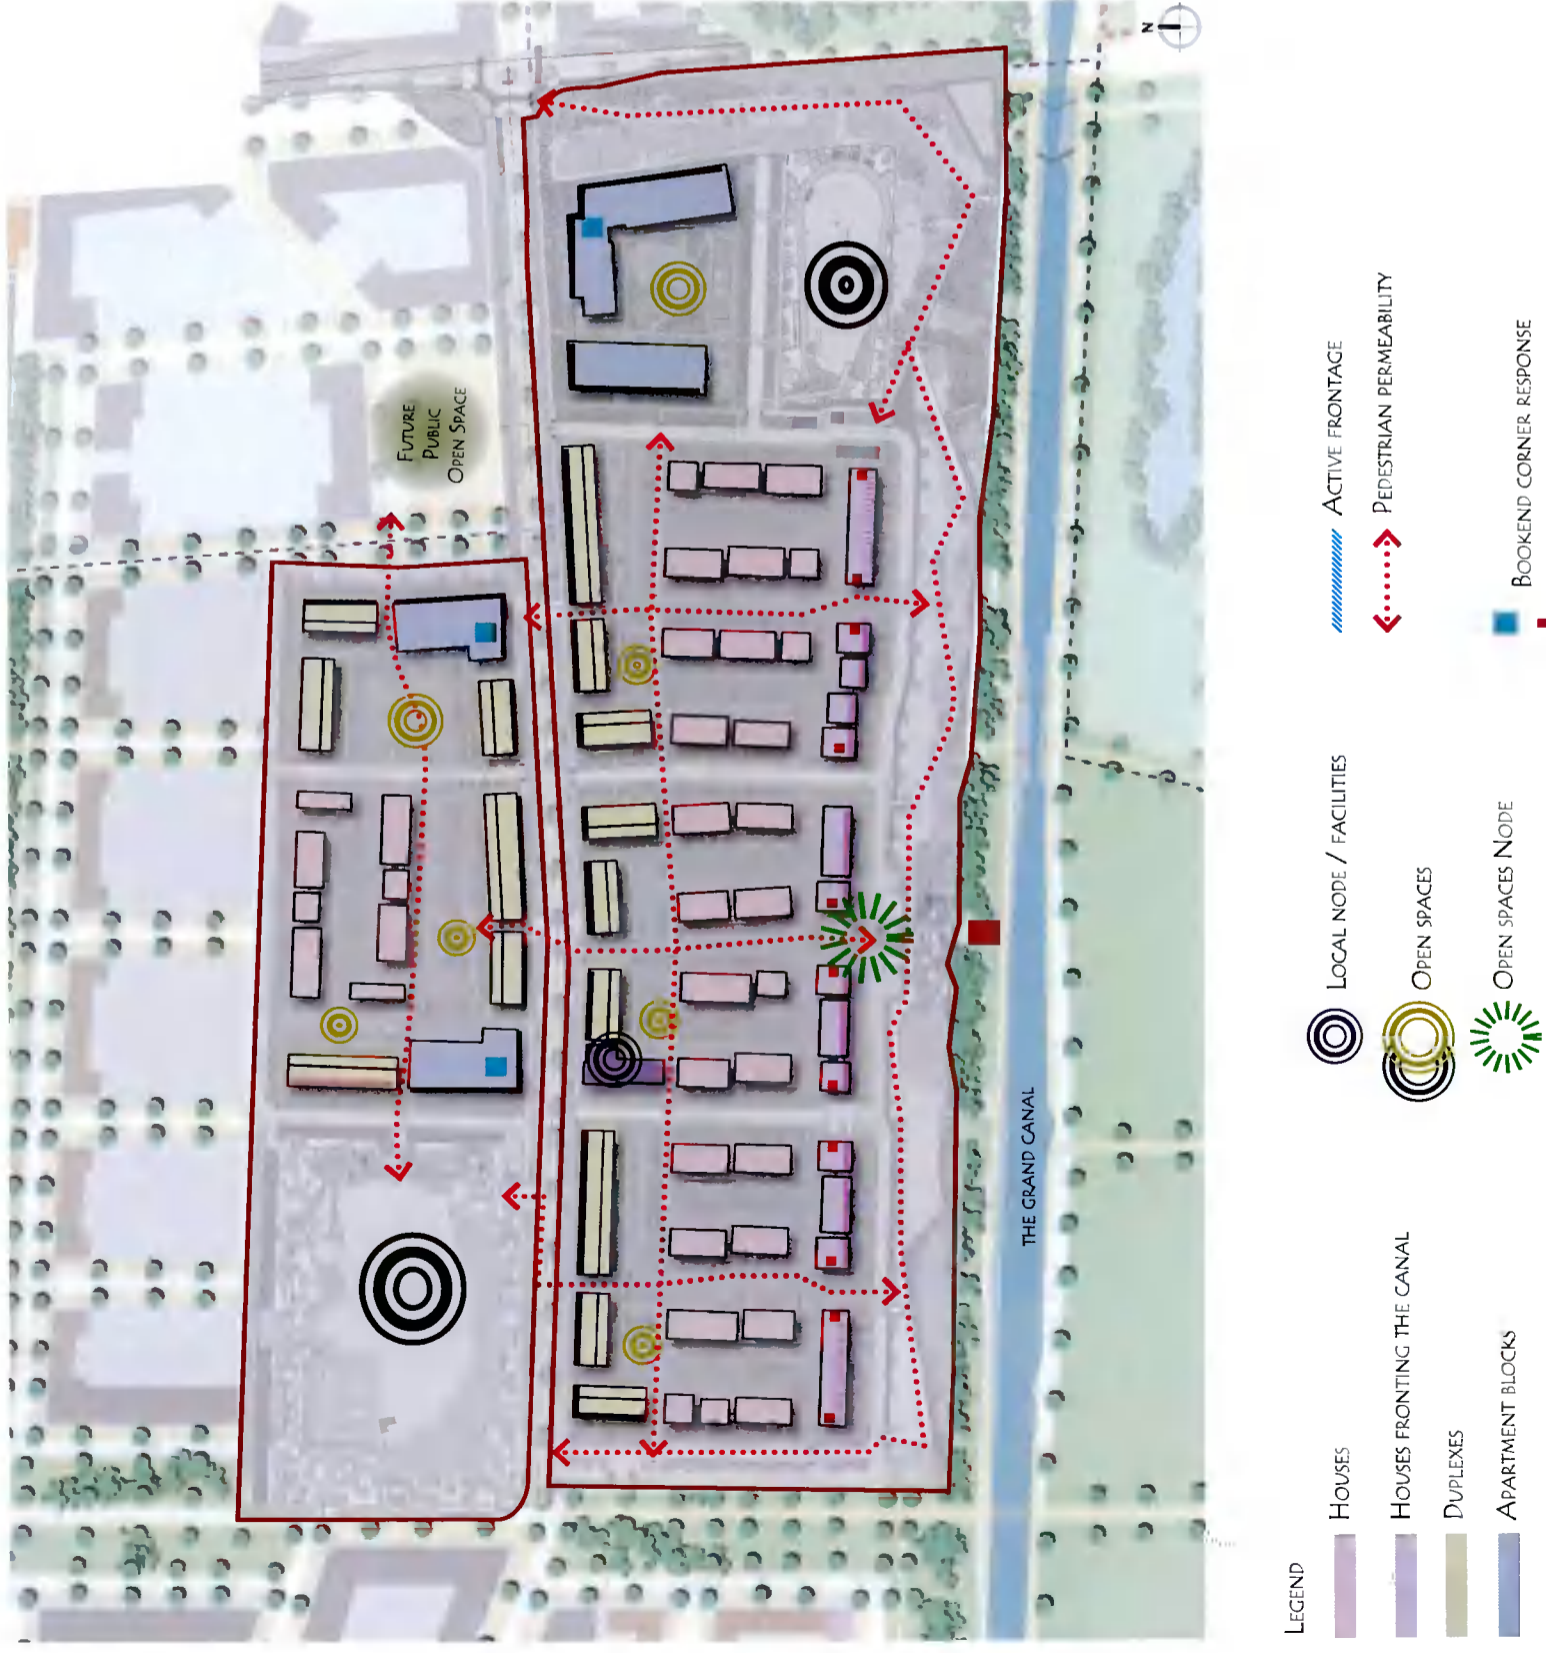 N
FUTURE
PUBLIC
OPEN SPACE
THE GRAND CANAL
LEGEND
HOUSES
HOUSES FRONTING THE CANAL
DUPLEXES
APARTMENT BLOCKS
LOCAL NODE / FACILITIES
OPEN SPACES
OPEN SPACES NODE
ACTIVE FRONTAGE
PEDESTRIAN PERMEABILITY
BOOKEND CORNER RESPONSE